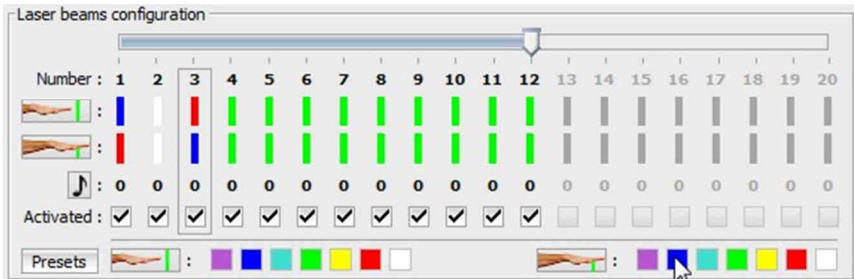 Laser beams configuration
Number : 1 2 3 4 5 6 7 8 9 10 11 12 13 14 15 16 17 18 19 20
:
:
♪ : 0 0 0 0 0 0 0 0 0 0 0 0 0 0 0 0 0 0 0 0
Activated :
Presets : :